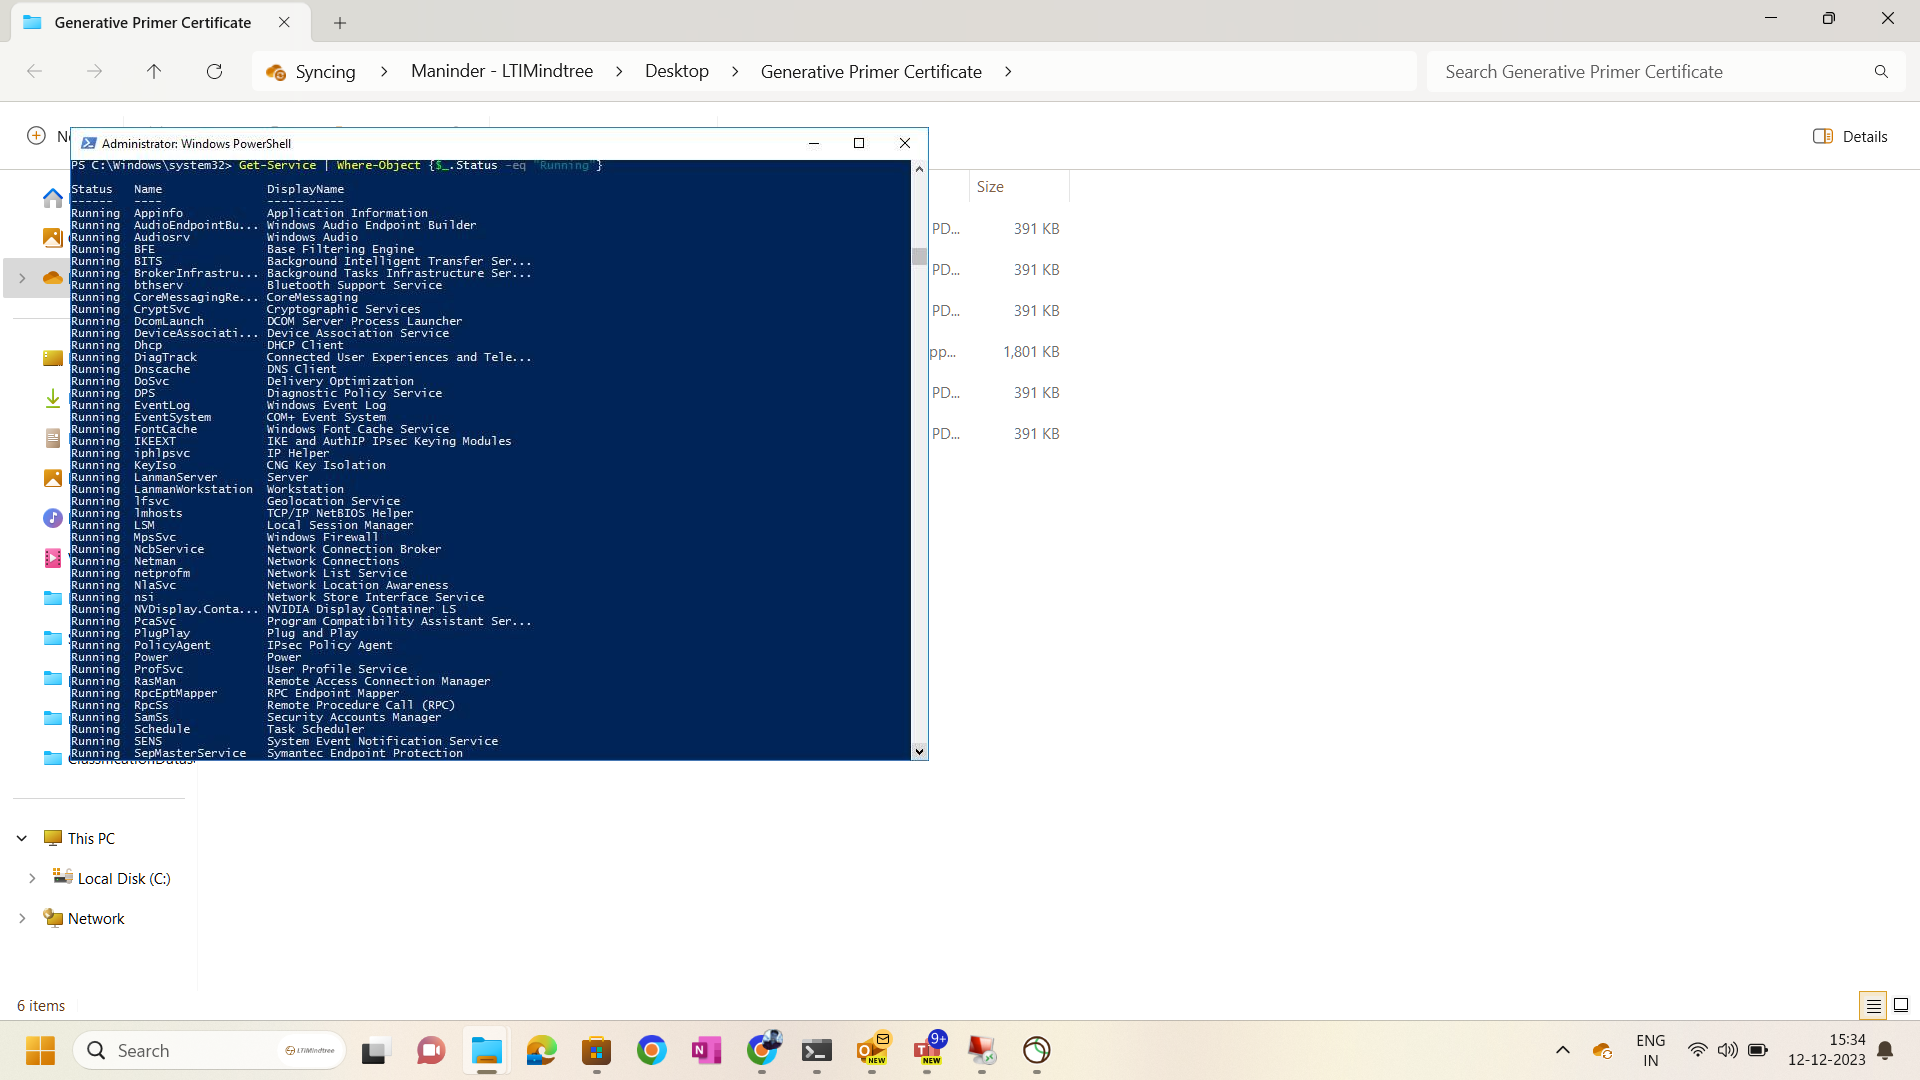 Generative Primer Certificate
Syncing
Maninder - LTIMindtree
Desktop
Generative Primer Certificate
Search Generative Primer Certificate
Details
Administrator: Windows PowerShell
PS C:\Windows\system32> Get-Service | Where-Object {$_.Status -eq "Running"}
Status Name DisplayName
------ ---- -----------
Running Appinfo Application Information
Running AudioEndpointBu... Windows Audio Endpoint Builder
Running Audiosrv Windows Audio
Running BFE Base Filtering Engine
Running BITS Background Intelligent Transfer Ser...
Running BrokerInfrastru... Background Tasks Infrastructure Ser...
Running bthserv Bluetooth Support Service
Running CoreMessagingRe... CoreMessaging
Running CryptSvc Cryptographic Services
Running DcomLaunch DCOM Server Process Launcher
Running DeviceAssociati... Device Association Service
Running Dhcp DHCP Client
Running DiagTrack Connected User Experiences and Tele...
Running Dnscache DNS Client
Running DoSvc Delivery Optimization
Running DPS Diagnostic Policy Service
Running EventLog Windows Event Log
Running EventSystem COM+ Event System
Running FontCache Windows Font Cache Service
Running IKEEXT IKE and AuthIP IPsec Keying Modules
Running iphlpsvc IP Helper
Running KeyIso CNG Key Isolation
Running LanmanServer Server
Running LanmanWorkstation Workstation
Running lfsvc Geolocation Service
Running lmhosts TCP/IP NetBIOS Helper
Running LSM Local Session Manager
Running MpsSvc Windows Firewall
Running NcbService Network Connection Broker
Running Netman Network Connections
Running netprofm Network List Service
Running NlaSvc Network Location Awareness
Running nsi Network Store Interface Service
Running NVDisplay.Conta... NVIDIA Display Container LS
Running PcaSvc Program Compatibility Assistant Ser...
Running PlugPlay Plug and Play
Running PolicyAgent IPsec Policy Agent
Running Power Power
Running ProfSvc User Profile Service
Running RasMan Remote Access Connection Manager
Running RpcEptMapper RPC Endpoint Mapper
Running RpcSs Remote Procedure Call (RPC)
Running SamSs Security Accounts Manager
Running Schedule Task Scheduler
Running SENS System Event Notification Service
Running SepMasterService Symantec Endpoint Protection
Size
PD... 391 KB
PD... 391 KB
PD... 391 KB
pp... 1,801 KB
PD... 391 KB
PD... 391 KB
This PC
Local Disk (C:)
Network
6 items
Search
LTIMindtree
NEW
9+
NEW
ENG
IN
15:34
12-12-2023